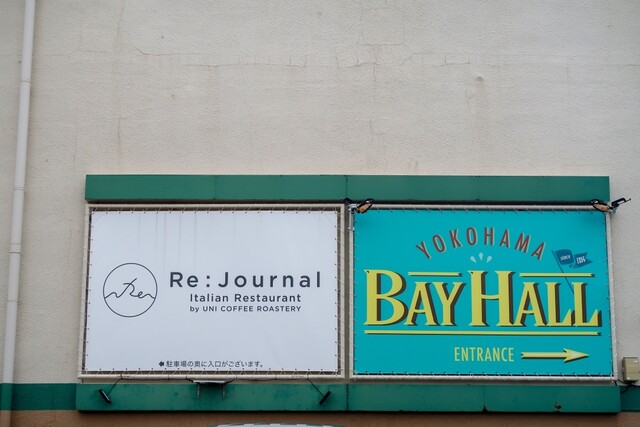 Re
Re : Journal
Italian Restaurant
by UNI COFFEE ROASTERY
←駐車場の奥に入口がございます。
YOKOHAMA
BAY HALL
ENTRANCE